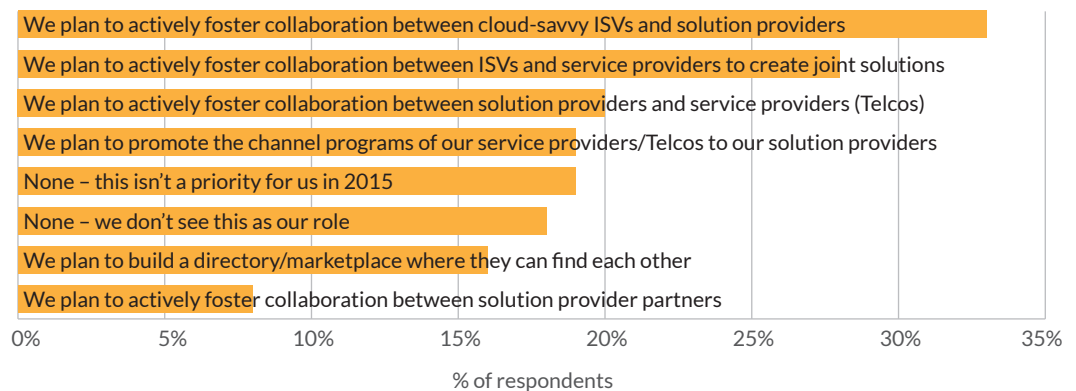 We plan to actively foster collaboration between cloud-savvy ISVs and solution providers
We plan to actively foster collaboration between ISVs and service providers to create joint solutions
We plan to actively foster collaboration between solution providers and service providers (Telcos)
We plan to promote the channel programs of our service providers/Telcos to our solution providers
None – this isn’t a priority for us in 2015
None – we don’t see this as our role
We plan to build a directory/marketplace where they can find each other
We plan to actively foster collaboration between solution provider partners
0% 5% 10% 15% 20% 25% 30% 35%
% of respondents